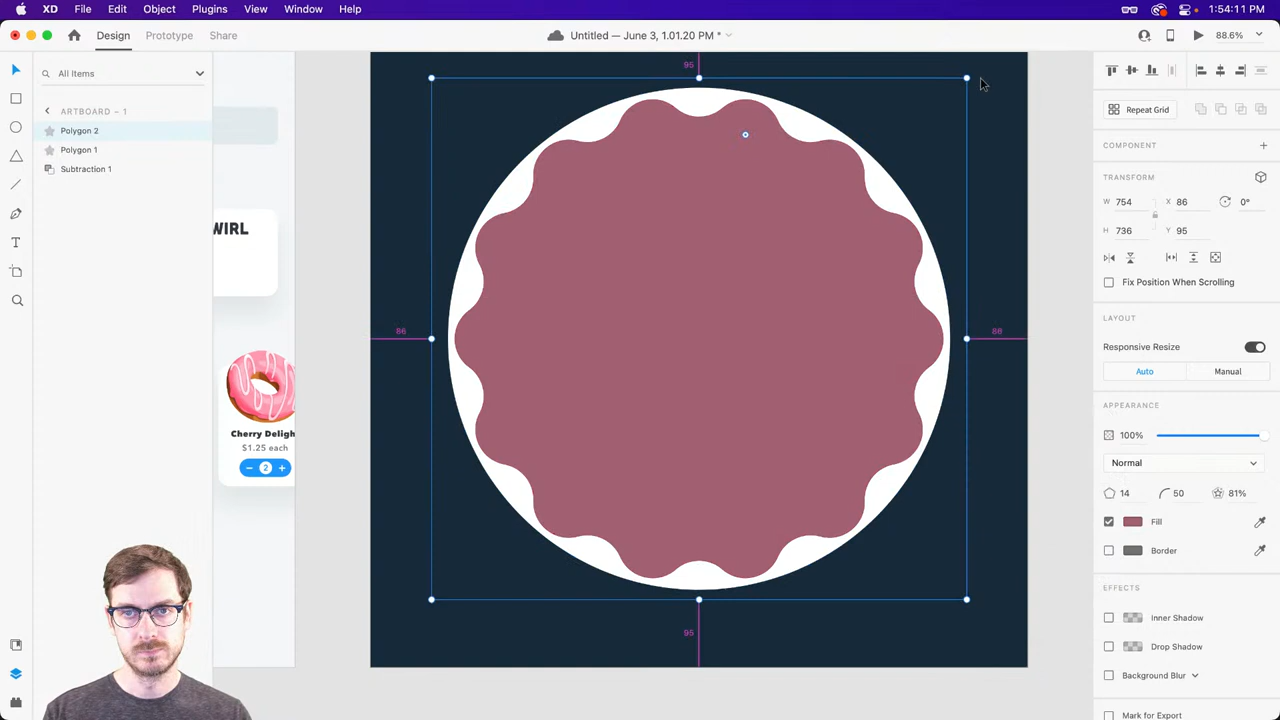 XD File Edit Object Plugins View Window Help 1:54:11 PM
Design Prototype Share Untitled — June 3, 1.01.20 PM * 88.6%
All Items
ARTBOARD – 1
Polygon 2
Polygon 1
Subtraction 1
WIRL
Cherry Deligh
$1.25 each
− 2 +
95
86
88
95
Repeat Grid
COMPONENT +
TRANSFORM
W 754 X 86 0°
H 736 Y 95
Fix Position When Scrolling
LAYOUT
Responsive Resize
Auto Manual
APPEARANCE
100%
Normal
14 50 81%
Fill
Border
EFFECTS
Inner Shadow
Drop Shadow
Background Blur
Mark for Export